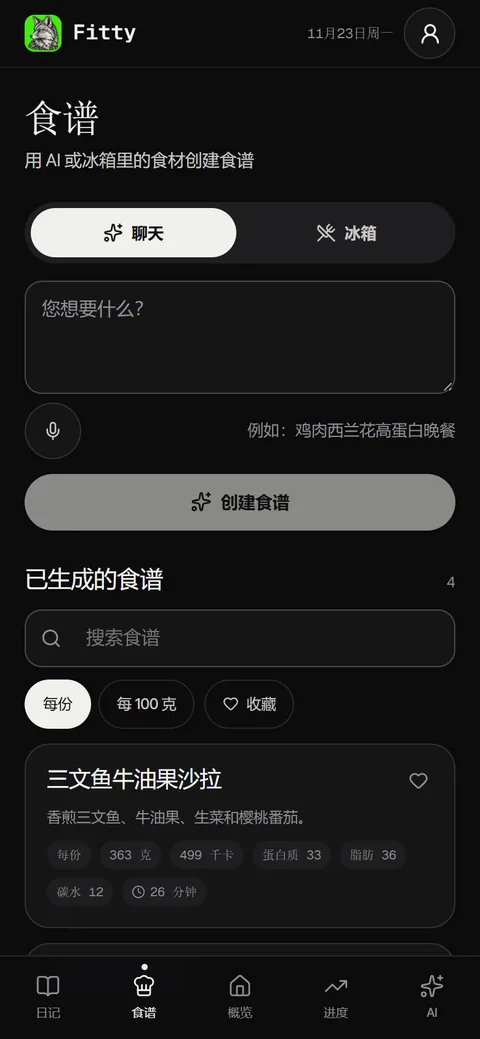 Fitty
11月23日周一
食谱
用 AI 或冰箱里的食材创建食谱
聊天
冰箱
您想要什么？
例如：鸡肉西兰花高蛋白晚餐
创建食谱
已生成的食谱
4
搜索食谱
每份
每 100 克
收藏
三文鱼牛油果沙拉
香煎三文鱼、牛油果、生菜和樱桃番茄。
每份 363 克 499 千卡 蛋白质 33 脂肪 36
碳水 12 26 分钟
日记 食谱 概览 进度 AI